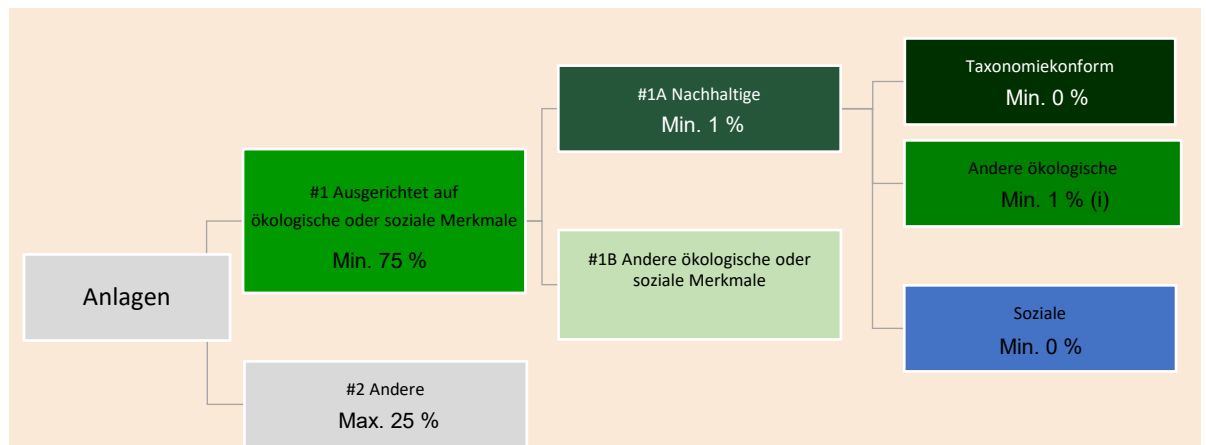 Anlagen
#1 Ausgerichtet auf
ökologische oder soziale Merkmale
Min. 75 %
#2 Andere
Max. 25 %
#1A Nachhaltige
Min. 1 %
#1B Andere ökologische oder
soziale Merkmale
Taxonomiekonform
Min. 0 %
Andere ökologische
Min. 1 % (i)
Soziale
Min. 0 %